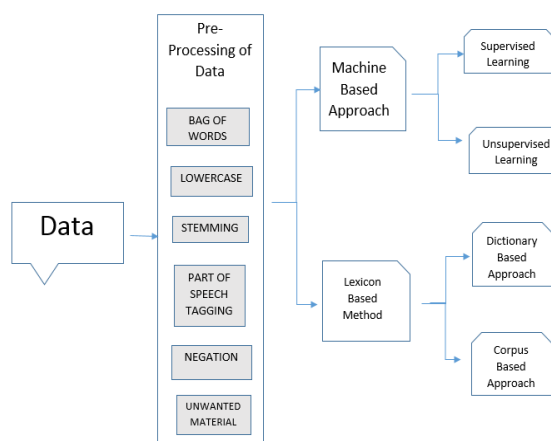 Data
Pre-
Processing of
Data
BAG OF
WORDS
LOWERCASE
STEMMING
PART OF
SPEECH
TAGGING
NEGATION
UNWANTED
MATERIAL
Machine
Based
Approach
Supervised
Learning
Unsupervised
Learning
Lexicon
Based
Method
Dictionary
Based
Approach
Corpus
Based
Approach